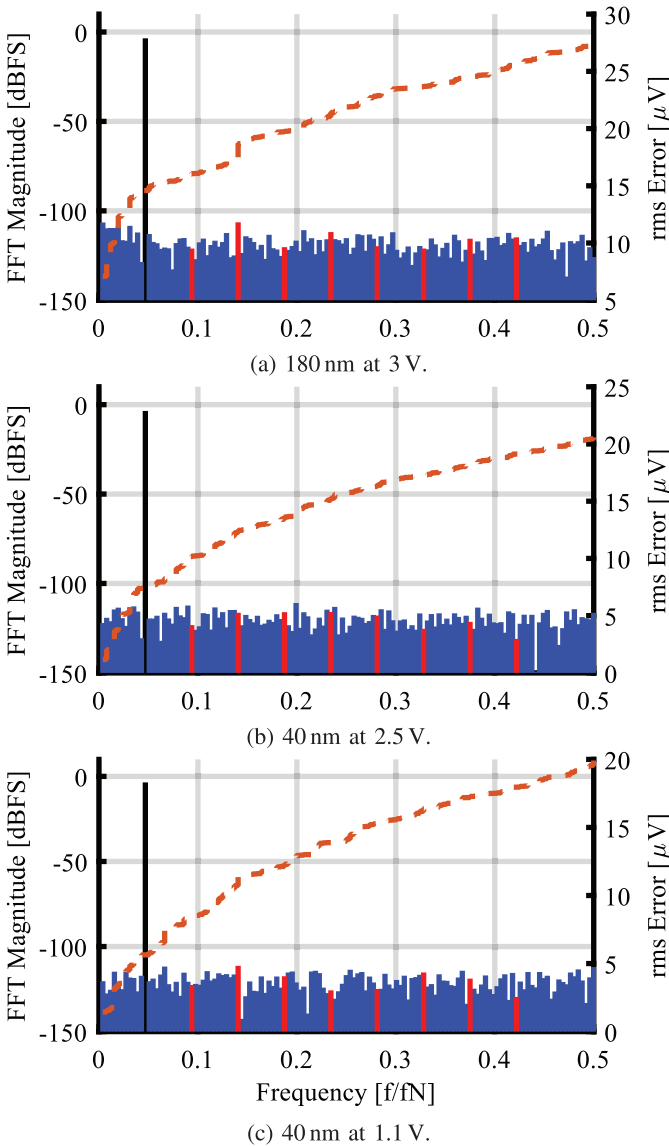 FFT Magnitude [dBFS]
0
-50
-100
-150
30
25
20
15
10
5
rms Error [μV]
0 0.1 0.2 0.3 0.4 0.5
(a) 180 nm at 3 V.
FFT Magnitude [dBFS]
0
-50
-100
-150
25
20
15
10
5
0
rms Error [μV]
0 0.1 0.2 0.3 0.4 0.5
(b) 40 nm at 2.5 V.
FFT Magnitude [dBFS]
0
-50
-100
-150
20
15
10
5
0
rms Error [μV]
0 0.1 0.2 0.3 0.4 0.5
Frequency [f/fN]
(c) 40 nm at 1.1 V.